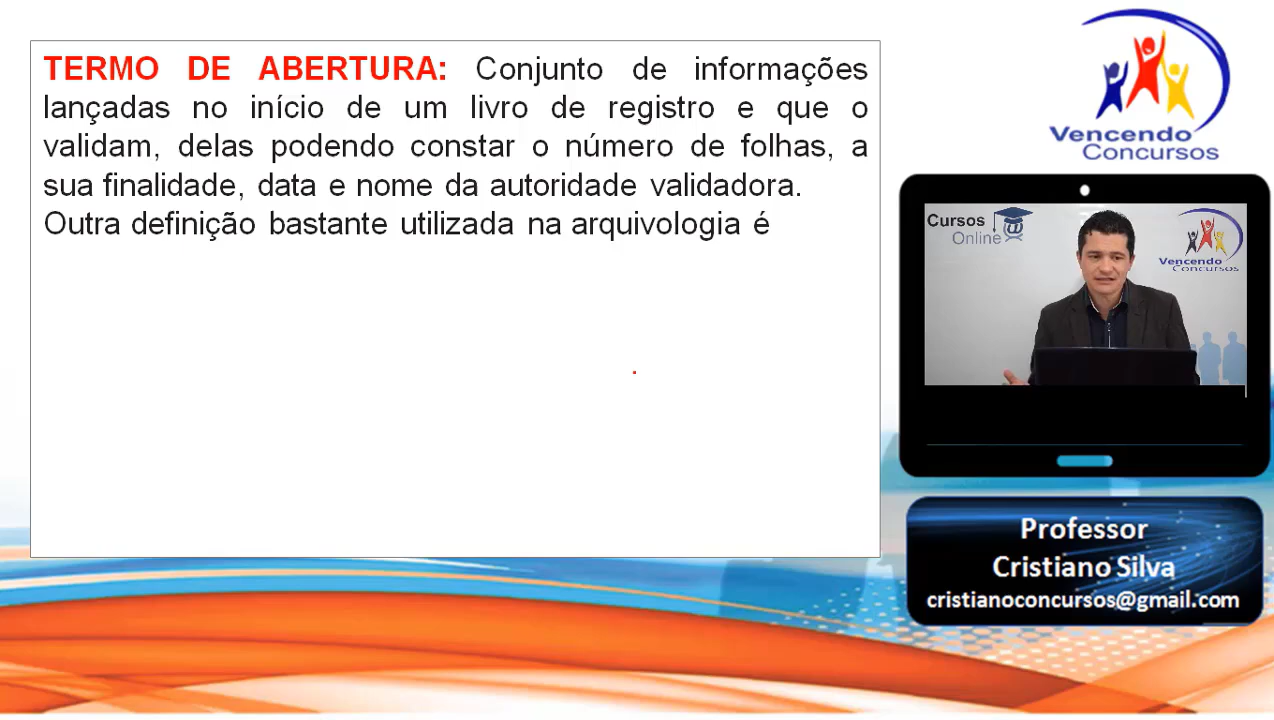 TERMO DE ABERTURA: Conjunto de informações
lançadas no início de um livro de registro e que o
validam, delas podendo constar o número de folhas, a
sua finalidade, data e nome da autoridade validadora.
Outra definição bastante utilizada na arquivologia é
Vencendo
Concursos
Cursos
Online
Vencendo
Concursos
Professor
Cristiano Silva
cristianoconcursos@gmail.com